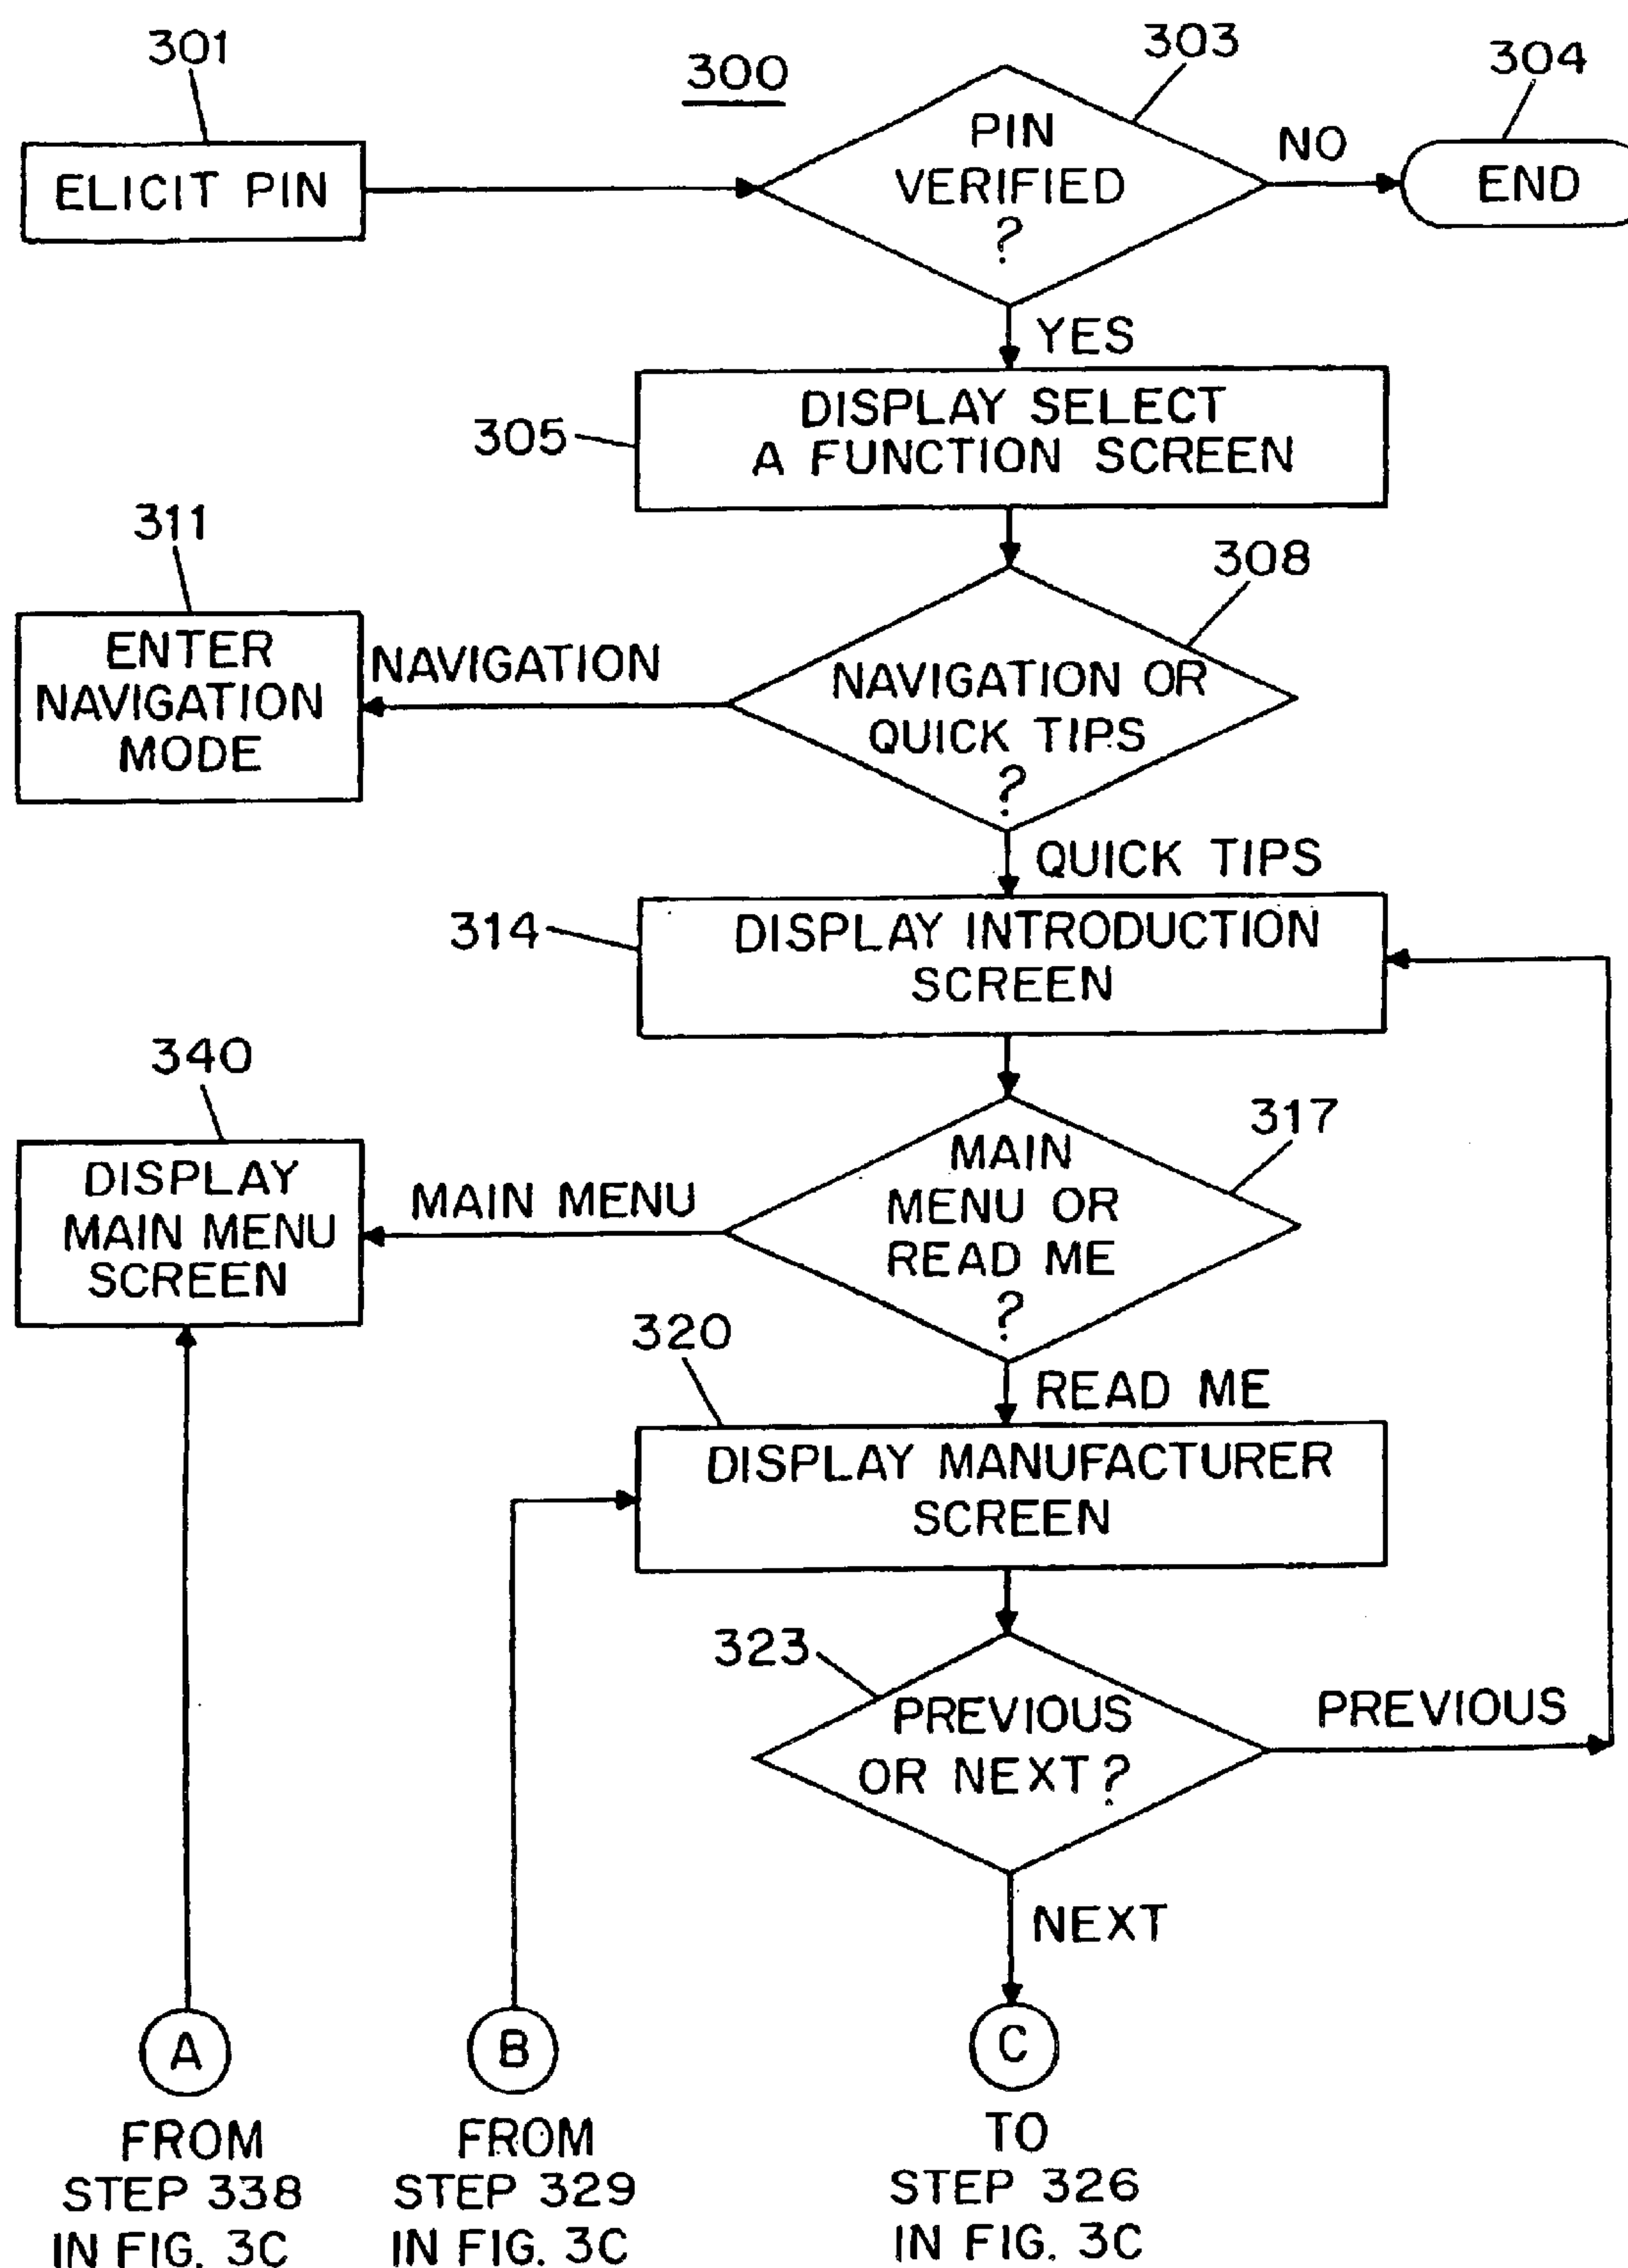 301
300
303
304
ELICIT PIN
PIN
VERIFIED
?
NO
END
YES
305
DISPLAY SELECT
A FUNCTION SCREEN
311
308
ENTER
NAVIGATION
MODE
NAVIGATION
NAVIGATION OR
QUICK TIPS
?
QUICK TIPS
314
DISPLAY INTRODUCTION
SCREEN
340
317
DISPLAY
MAIN MENU
SCREEN
MAIN MENU
MAIN
MENU OR
READ ME
?
320
READ ME
DISPLAY MANUFACTURER
SCREEN
323
PREVIOUS
OR NEXT?
PREVIOUS
NEXT
A
FROM
STEP 338
IN FIG. 3C
B
FROM
STEP 329
IN FIG. 3C
C
TO
STEP 326
IN FIG. 3C